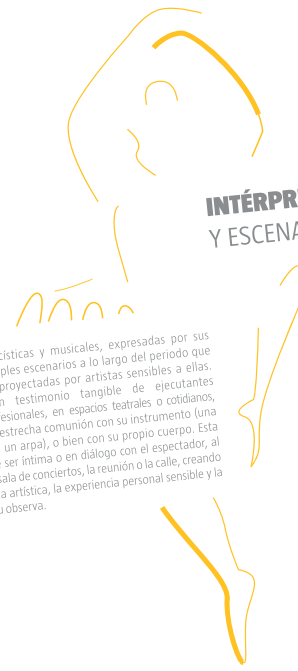 INTÉRPR
Y ESCENA
císticas y musicales, expresadas por sus
ples escenarios a lo largo del periodo que
proyectadas por artistas sensibles a ellas.
n testimonio tangible de ejecutantes
esionales, en espacios teatrales o cotidianos,
estrecha comunión con su instrumento (una
un arpa), o bien con su propio cuerpo. Esta
e ser íntima o en diálogo con el espectador, al
sala de conciertos, la reunión o la calle, creando
a artística, la experiencia personal sensible y la
u observa.